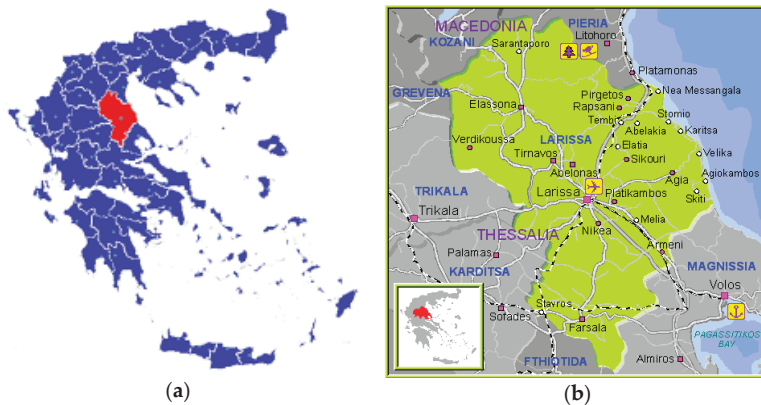 MACEDONIA
PIERIA
Litohoro
KOZANI
Sarantaporo
Platamonas
GREVENA
Nea Messangala
Pirgetos
Elassona
Rapsani
Stomio
Tembi
Abelakia
Karitsa
Verdikoussa
LARISSA
Elatia
Velika
Tirnavos
Sikouri
Abelonas
Agia
Agiokambos
TRIKALA
Larissa
Platikambos
Skiti
Trikala
Melia
THESSALIA
Nikea
Armeni
Palamas
MAGNISSIA
KARDITSA
Volos
Stavros
Sofades
Farsala
PAGASSITIKOS
BAY
Almiros
FTHIOTIDA
(a)
(b)